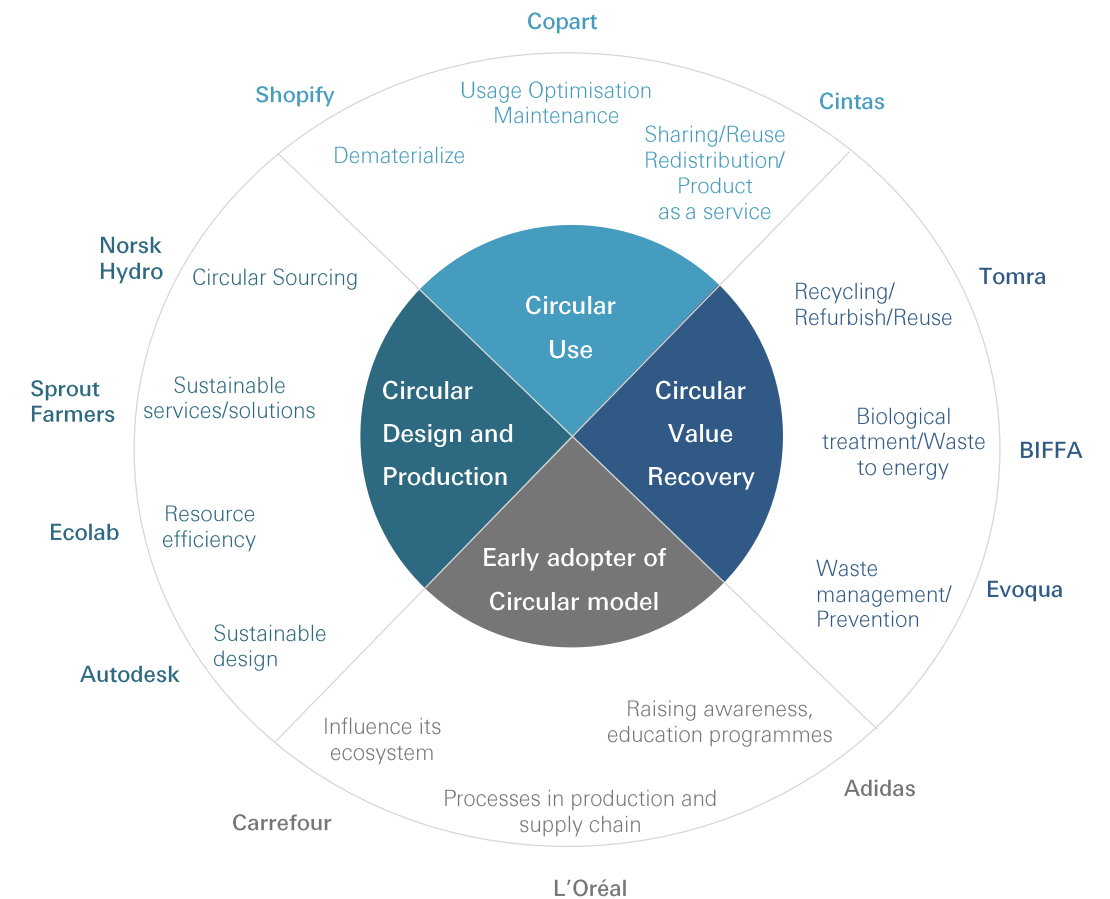 Copart
Shopify
Cintas
Usage Optimisation
Maintenance
Dematerialize
Sharing/Reuse
Redistribution/
Product
as a service
Circular
Use
Norsk
Hydro
Circular Sourcing
Sprout
Farmers
Sustainable
services/solutions
Ecolab
Resource
efficiency
Autodesk
Sustainable
design
Circular
Design and
Production
Circular
Value
Recovery
Tomra
Recycling/
Refurbish/Reuse
BIFFA
Biological
treatment/Waste
to energy
Evoqua
Waste
management/
Prevention
Early adopter of
Circular model
Influence its
ecosystem
Raising awareness,
education programmes
Processes in production and
supply chain
Carrefour
Adidas
L’Oréal